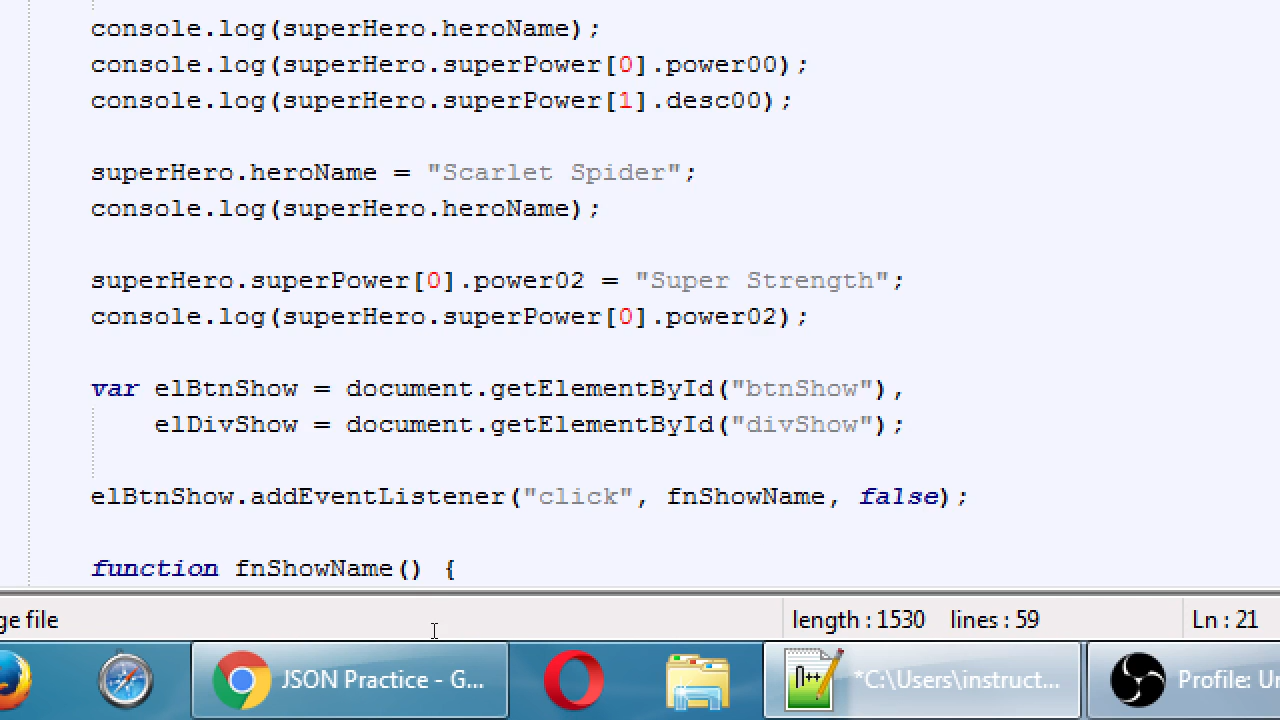 console.log(superHero.heroName);
console.log(superHero.superPower[0].power00);
console.log(superHero.superPower[1].desc00);
superHero.heroName = "Scarlet Spider";
console.log(superHero.heroName);
superHero.superPower[0].power02 = "Super Strength";
console.log(superHero.superPower[0].power02);
var elBtnShow = document.getElementById("btnShow"),
elDivShow = document.getElementById("divShow");
elBtnShow.addEventListener("click", fnShowName, false);
function fnShowName() {
ge file length : 1530 lines : 59 Ln : 21
JSON Practice - G... *C:\Users\instruct... Profile: Un